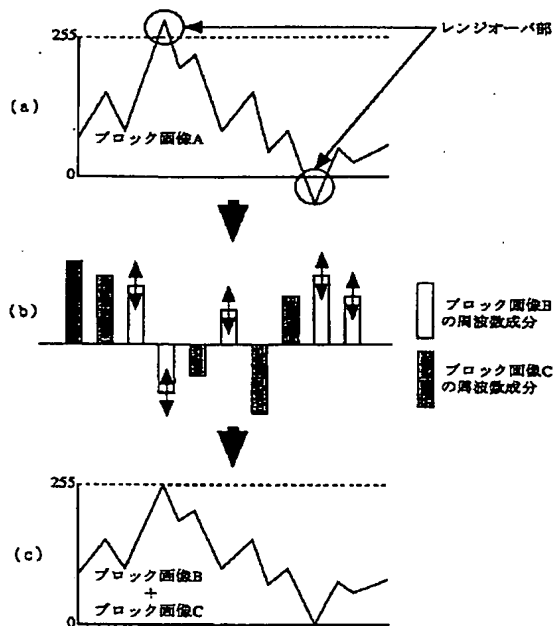 255
レンジオーバ部
(a)
ブロック画像A
0
(b)
ブロック画像B
の周波数成分
ブロック画像C
の周波数成分
255
(c)
ブロック画像B
+
ブロック画像C
0